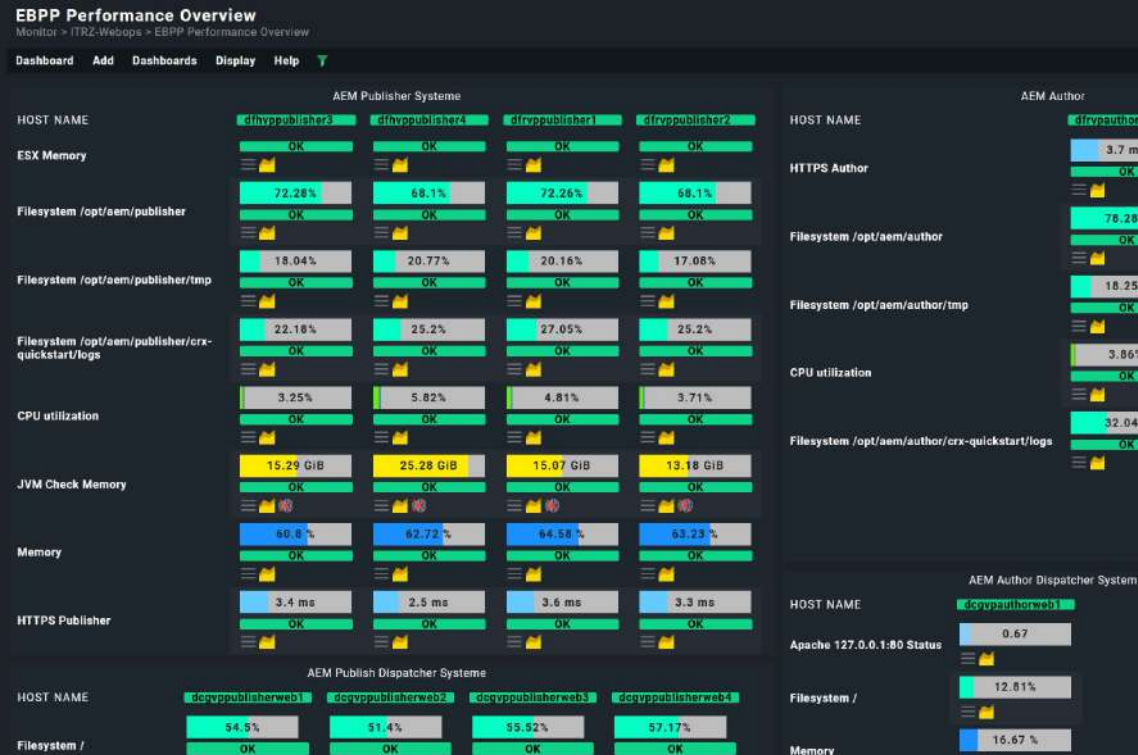 EBPP Performance Overview
Monitor > ITRZ-Webops > EBPP Performance Overview
Dashboard Add Dashboards Display Help
AEM Publisher Systeme
HOST NAME dfhvppublisher3 dfhvppublisher4 dfrvppublisher1 dfrvppublisher2
ESX Memory OK OK OK OK
72.28% 68.1% 72.26% 68.1%
Filesystem /opt/aem/publisher OK OK OK OK
18.04% 20.77% 20.16% 17.08%
Filesystem /opt/aem/publisher/tmp OK OK OK OK
22.18% 25.2% 27.05% 25.2%
Filesystem /opt/aem/publisher/crx-
quickstart/logs OK OK OK OK
3.25% 5.82% 4.81% 3.71%
CPU utilization OK OK OK OK
15.29 GiB 25.28 GiB 15.07 GiB 13.18 GiB
JVM Check Memory OK OK OK OK
60.8 % 62.72 % 64.58 % 63.23 %
Memory OK OK OK OK
3.4 ms 2.5 ms 3.6 ms 3.3 ms
HTTPS Publisher OK OK OK OK
AEM Publish Dispatcher Systeme
HOST NAME dcgvppublisherweb1 dcgvppublisherweb2 dcgvppublisherweb3 dcgvppublisherweb4
54.5% 51.4% 55.52% 57.17%
Filesystem / OK OK OK OK
AEM Author
HOST NAME dfrvpauthor
3.7 m
HTTPS Author OK
78.28
Filesystem /opt/aem/author OK
18.25
Filesystem /opt/aem/author/tmp OK
3.86%
CPU utilization OK
32.04
Filesystem /opt/aem/author/crx-quickstart/logs OK
AEM Author Dispatcher System
HOST NAME dcgvpauthorweb1
0.67
Apache 127.0.0.1:80 Status
12.81%
Filesystem /
16.67 %
Memory